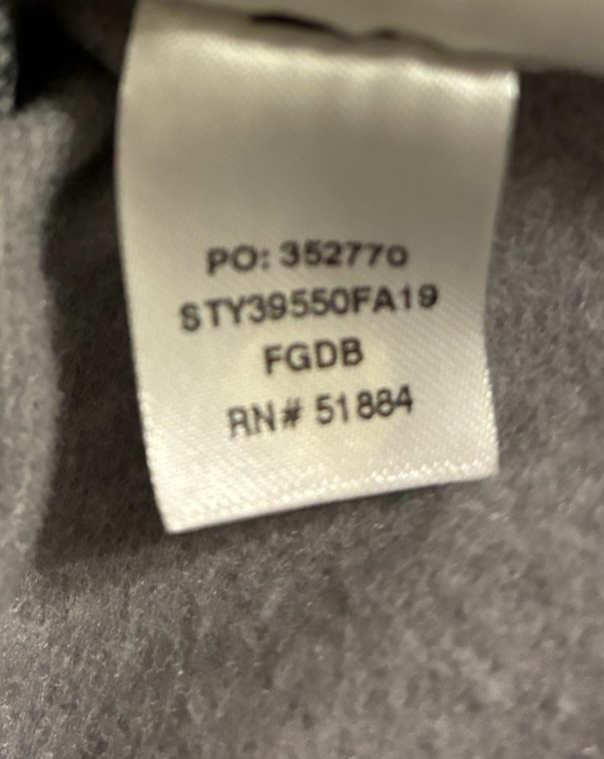 PO: 352770
STY39550FA19
FGDB
RN# 51884